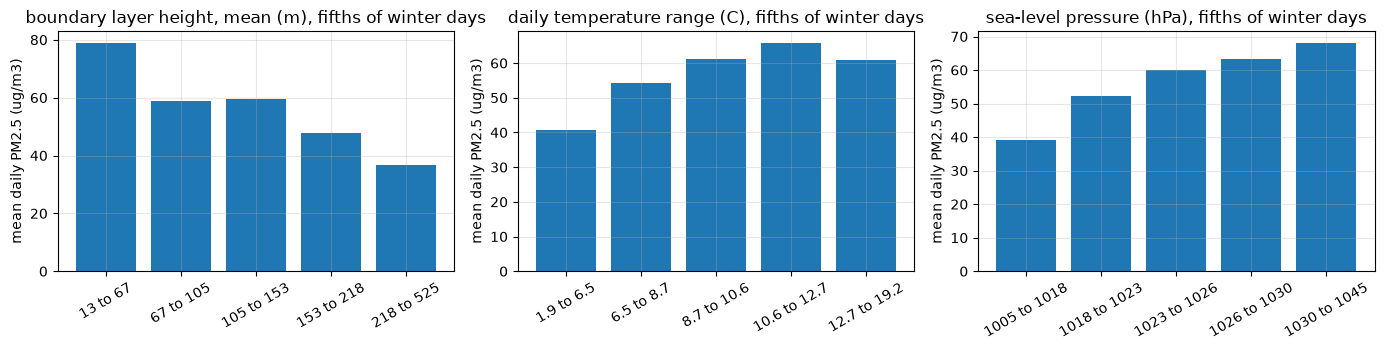 boundary layer height, mean (m), fifths of winter days
mean daily PM2.5 (ug/m3)
80
60
40
20
0
13 to 67
67 to 105
105 to 153
153 to 218
218 to 525
daily temperature range (C), fifths of winter days
mean daily PM2.5 (ug/m3)
60
50
40
30
20
10
0
1.9 to 6.5
6.5 to 8.7
8.7 to 10.6
10.6 to 12.7
12.7 to 19.2
sea-level pressure (hPa), fifths of winter days
mean daily PM2.5 (ug/m3)
70
60
50
40
30
20
10
0
1005 to 1018
1018 to 1023
1023 to 1026
1026 to 1030
1030 to 1045